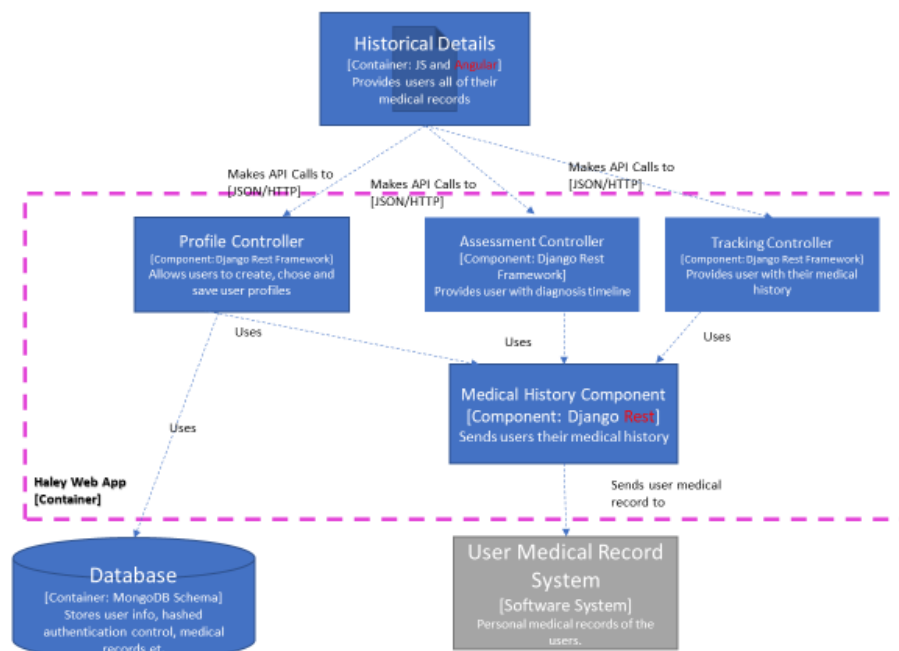 Historical Details
[Container: JS and Angular]
Provides users all of their
medical records
Makes API Calls to
[JSON/HTTP]
Makes API Calls to
[JSON/HTTP]
Makes API Calls to
[JSON/HTTP]
Profile Controller
[Component: Django Rest Framework]
Allows users to create, chose and
save user profiles
Assessment Controller
[Component: Django Rest
Framework]
Provides user with diagnosis timeline
Tracking Controller
[Component: Django Rest Framework]
Provides user with their medical
history
Uses
Uses
Uses
Medical History Component
[Component: Django Rest]
Sends users their medical history
Uses
Haley Web App
[Container]
Sends user medical
record to
Database
[Container: MongoDB Schema]
Stores user info, hashed
authentication control, medical
records et
User Medical Record
System
[Software System]
Personal medical records of the
users.